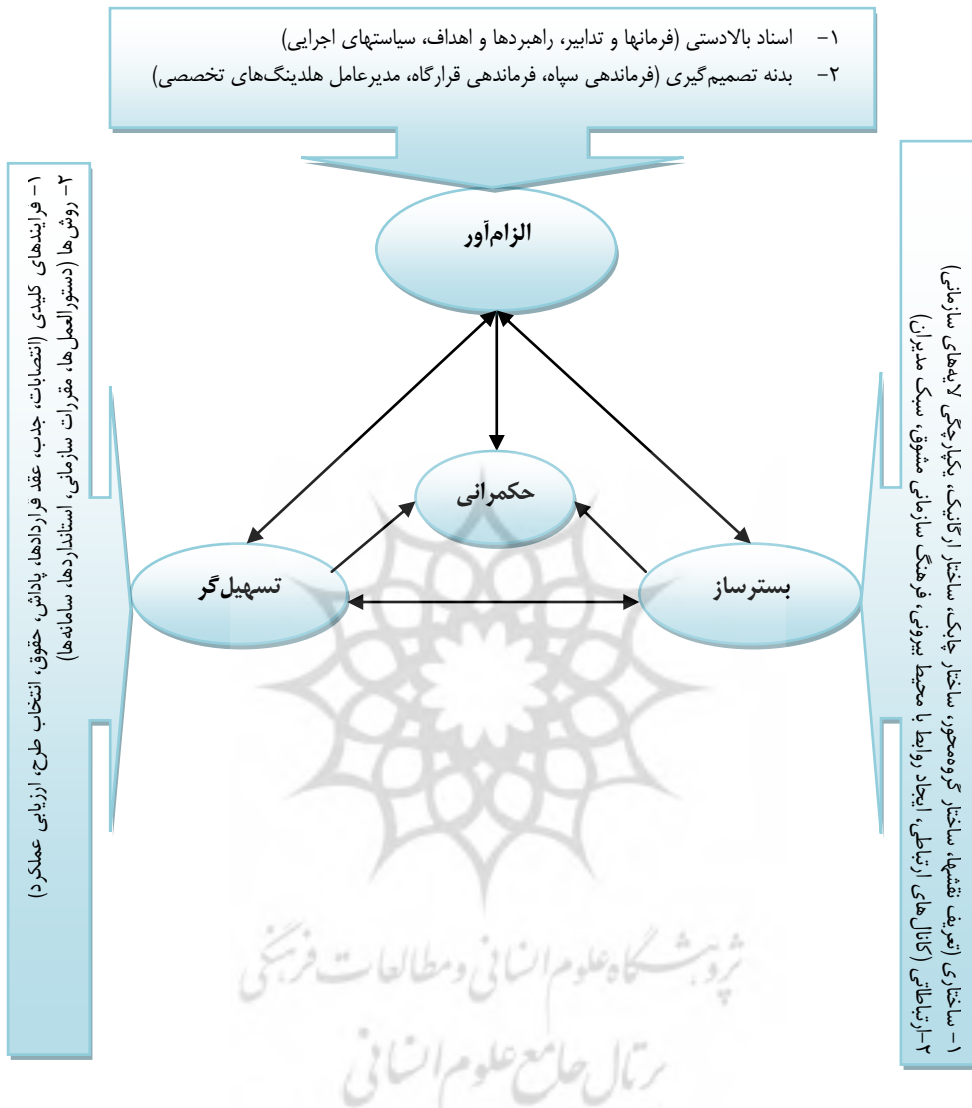 ۱- اسناد بالادستی (فرمانها و تدابیر، راهبردها و اهداف، سیاستهای اجرایی)
۲- بدنه تصمیم‌گیری (فرماندهی سپاه، فرماندهی قرارگاه، مدیرعامل هلدینگ‌های تخصصی)
الزام‌آور
حکمرانی
بسترساز
تسهیل‌گر
۱- ساختاری (تعریف نقشها، ساختار گروه‌محور، ساختار چابک، ساختار ارگانیک، یکپارچگی لایه‌های سازمانی)
۲-ارتباطاتی (کانال‌های ارتباطی، ایجاد روابط با محیط بیرونی، فرهنگ سازمانی مشوق، سبک مدیران)
۱- فرایندهای کلیدی (انتصابات، جذب، عقد قراردادها، پاداش، حقوق، انتخاب طرح، ارزیابی عملکرد)
۲- روش‌ها (دستورالعمل‌ها، مقررات سازمانی، استانداردها، سامانه‌ها)
پژوهشگاه علوم انسانی و مطالعات فرهنگی
پرتال جامع علوم انسانی